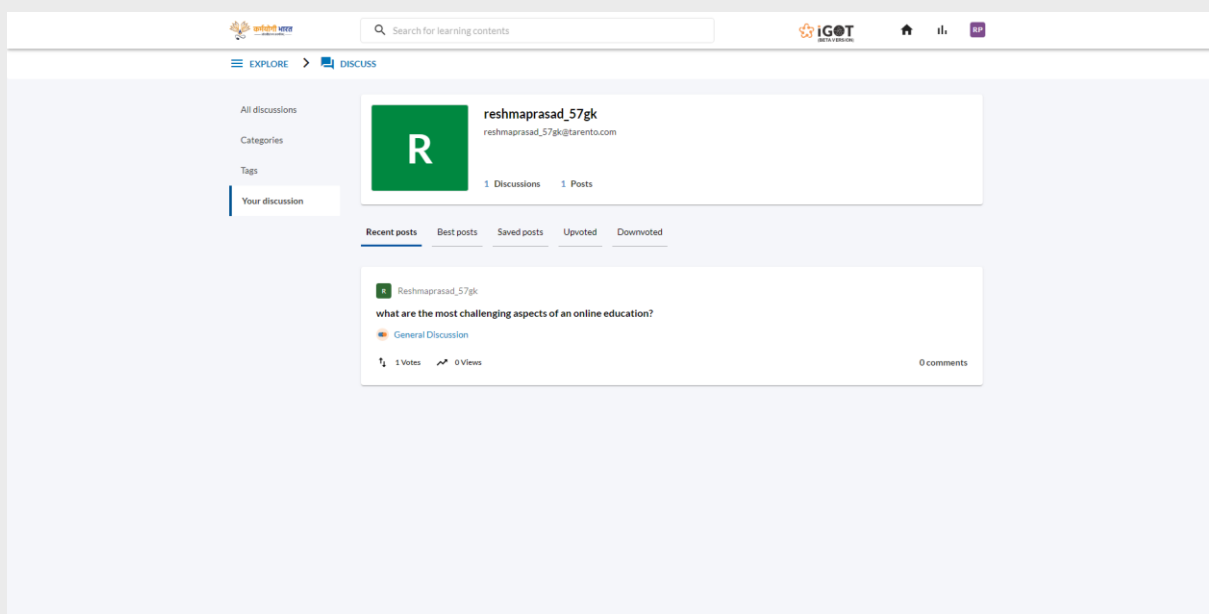 कर्मयोगी भारत
Search for learning contents
iGOT
(BETA VERSION)
RP
EXPLORE
DISCUSS
All discussions
Categories
Tags
Your discussion
R
reshmaprasad_57gk
reshmaprasad_57gk@tarento.com
1 Discussions 1 Posts
Recent posts Best posts Saved posts Upvoted Downvoted
R Reshmaprasad_57gk
what are the most challenging aspects of an online education?
General Discussion
1 Votes 0 Views 0 comments